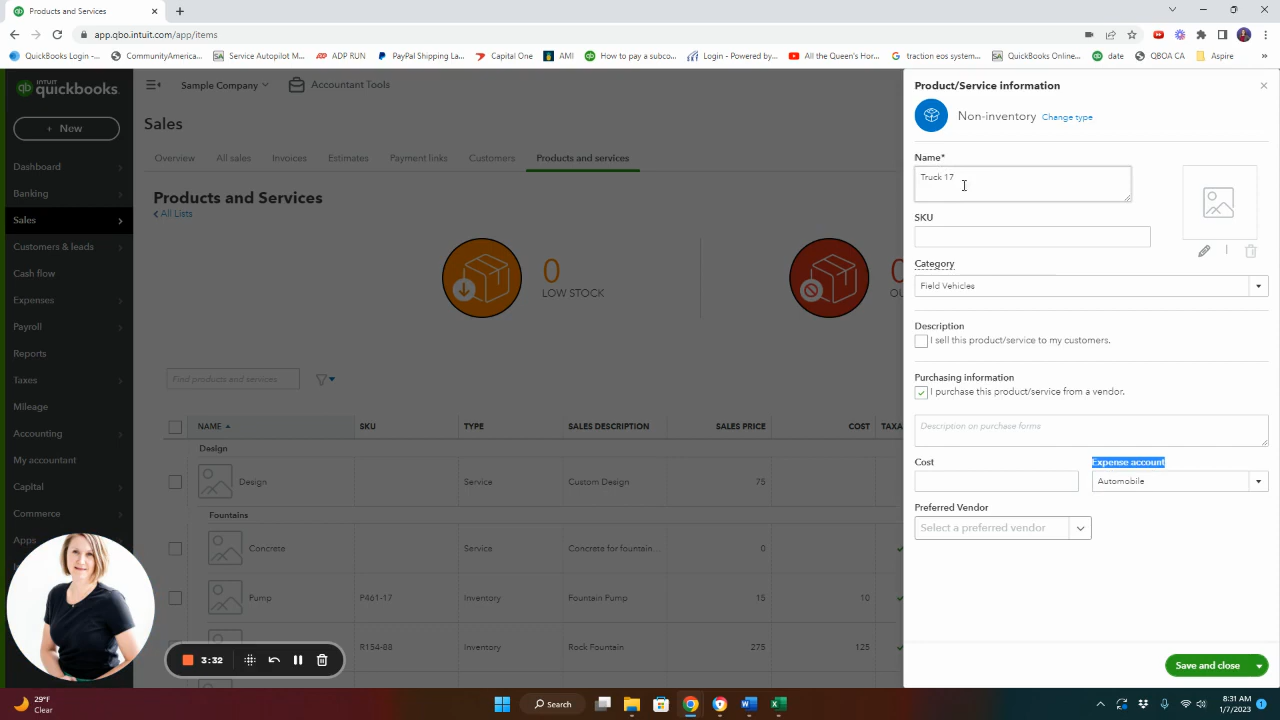 Products and Services
app.qbo.intuit.com/app/items
QuickBooks Login -...
CommunityAmerica...
Service Autopilot M...
ADP RUN
PayPal Shipping La...
Capital One
AMI
How to pay a subco...
Login - Powered by...
All the Queen's Hor...
traction eos system...
QuickBooks Online...
date
QBOA CC
Aspire
»
intuit
quickbooks.
Sample Company
Accountant Tools
+ New
Sales
Overview
All sales
Invoices
Estimates
Payment links
Customers
Products and services
Dashboard
Banking
Sales
Customers & leads
Cash flow
Expenses
Payroll
Reports
Taxes
Mileage
Accounting
My accountant
Capital
Commerce
Apps
Products and Services
All Lists
0
LOW STOCK
0
OU
Find products and services
NAME
SKU
TYPE
SALES DESCRIPTION
SALES PRICE
COST
TAXA
Design
Design
Service
Custom Design
75
Fountains
Concrete
Service
Concrete for fountain...
0
Pump
P461-17
Inventory
Fountain Pump
15
10
R154-88
Inventory
Rock Fountain
275
125
Product/Service information
Non-inventory Change type
Name*
Truck 17
SKU
Category
Field Vehicles
Description
I sell this product/service to my customers.
Purchasing information
I purchase this product/service from a vendor.
Description on purchase forms
Cost
Expense account
Automobile
Preferred Vendor
Select a preferred vendor
Save and close
3:32
29°F
Clear
Search
8:31 AM
1/7/2023